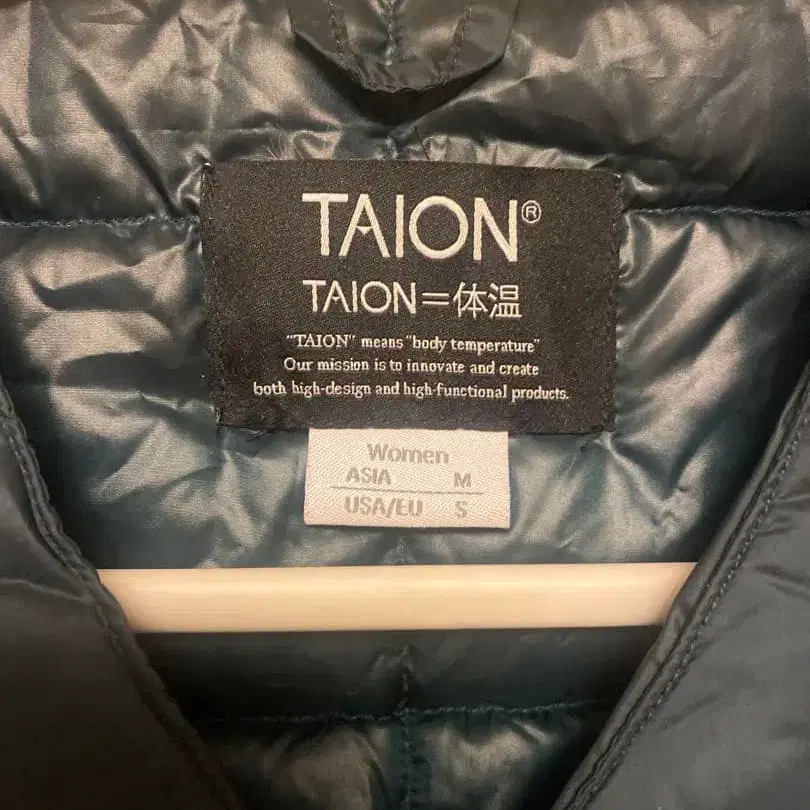 TAION®
TAION=体温
"TAION" means "body temperature"
Our mission is to innovate and create
both high-design and high-functional products.
Women
ASIA M
USA/EU S